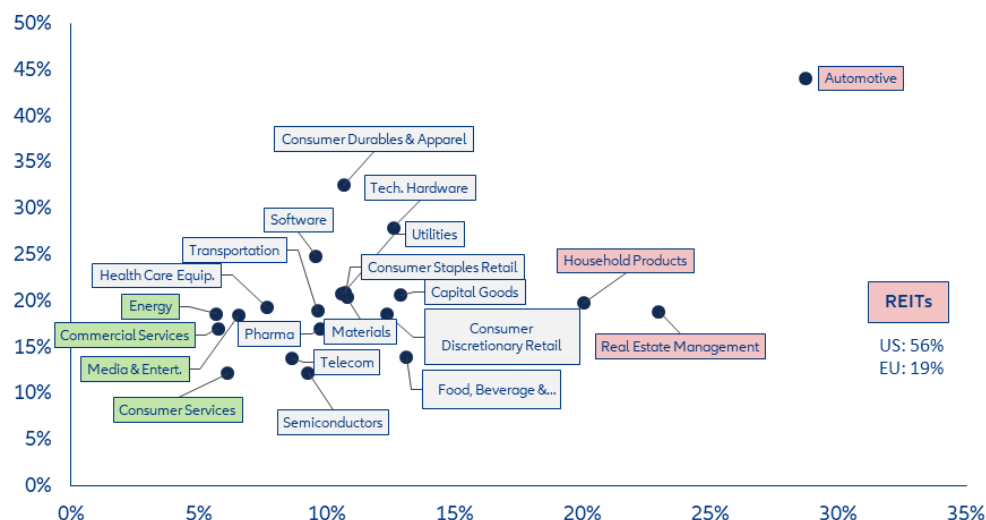 50%
45%
Automotive
40%
Consumer Durables & Apparel
35%
Tech. Hardware
30%
Software
Utilities
25%
Transportation
Household Products
Consumer Staples Retail
Health Care Equip.
Capital Goods
REITs
20%
Energy
Commercial Services
Pharma
Materials
Consumer
Discretionary Retail
Real Estate Management
US: 56%
15%
EU: 19%
Media & Entert.
Telecom
10%
Food, Beverage &...
Consumer Services
Semiconductors
5%
0%
0%
5%
10%
15%
20%
25%
30%
35%